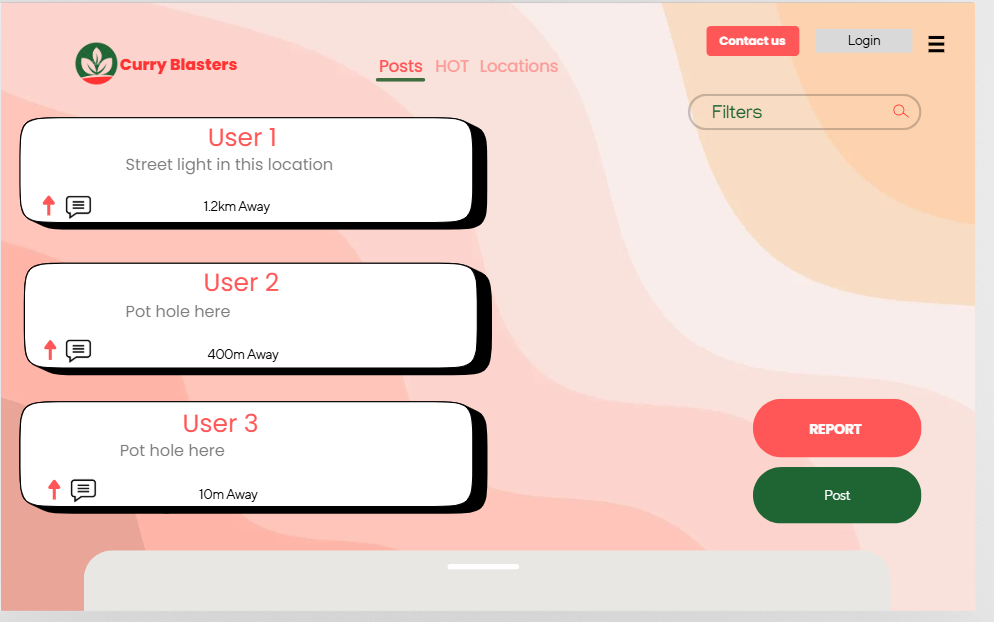 Contact us
Login
Curry Blasters
Posts HOT Locations
Filters
User 1
Street light in this location
1.2km Away
User 2
Pot hole here
400m Away
User 3
Pot hole here
10m Away
REPORT
Post